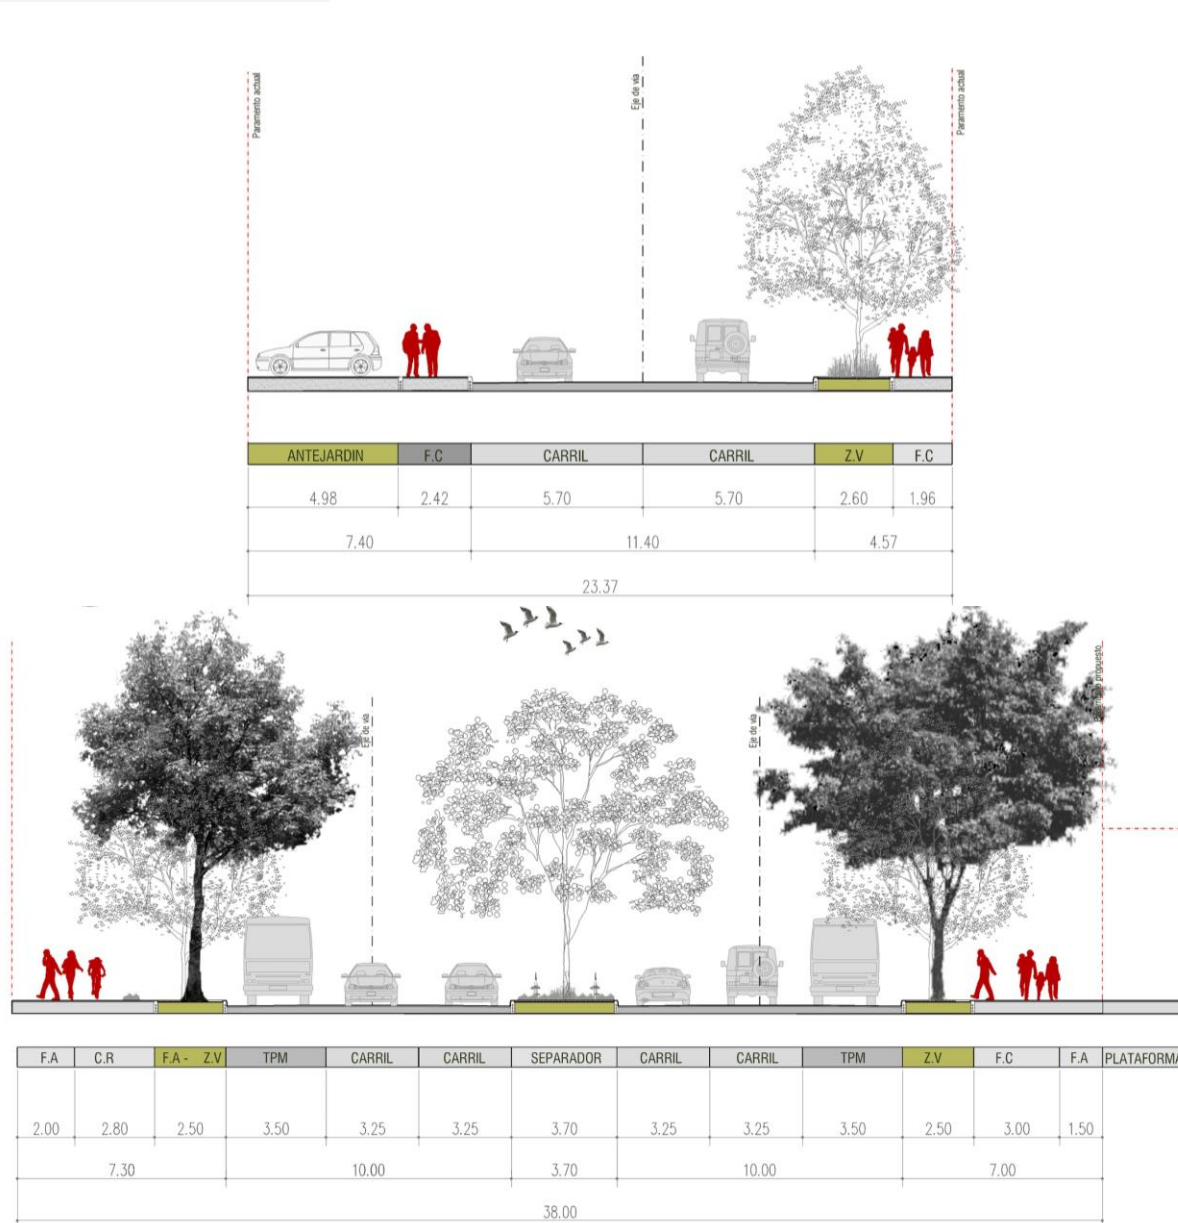 Paramento actual
Eje de via
Paramento actual
ANTEJARDIN F.C CARRIL CARRIL Z.V F.C
4.98 2.42 5.70 5.70 2.60 1.96
7.40 11.40 4.57
23.37
Eje de via
Eje de via
propuesto
F.A C.R F.A - Z.V TPM CARRIL CARRIL SEPARADOR CARRIL CARRIL TPM Z.V F.C F.A PLATAFORMA
2.00 2.80 2.50 3.50 3.25 3.25 3.70 3.25 3.25 3.50 2.50 3.00 1.50
7.30 10.00 3.70 10.00 7.00
38.00